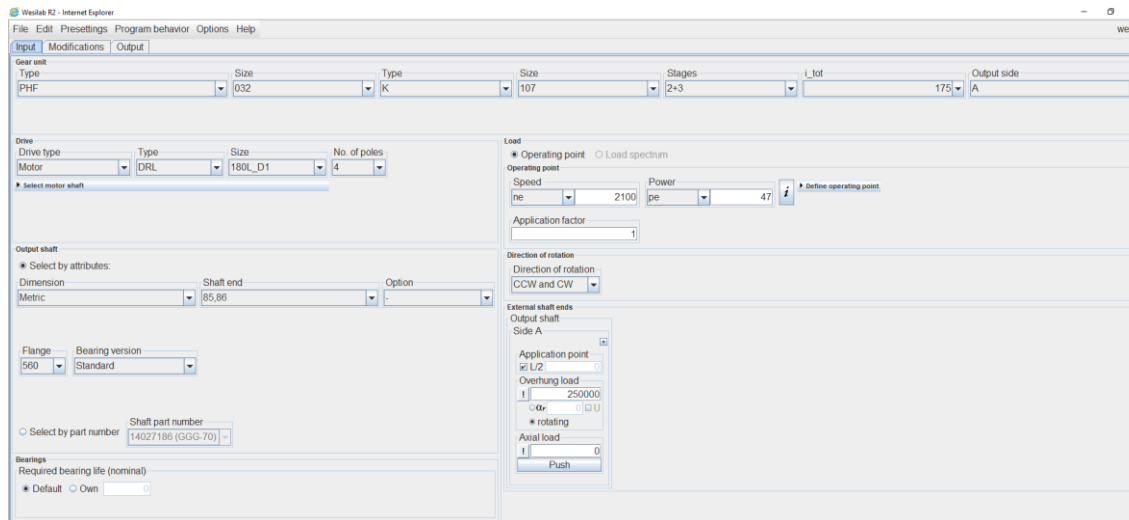 Wesilab R2 - Internet Explorer
File Edit Presettings Program behavior Options Help we
Input Modifications Output
Gear unit
Type Size Type Size Stages i_tot Output side
PHF 032 K 107 2+3 175 A
Drive
Drive type Type Size No. of poles
Motor DRL 180L_D1 4
Select motor shaft
Load
Operating point Load spectrum
Operating point
Speed Power
ne 2100 pe 47 i Define operating point
Application factor
1
Output shaft
Select by attributes:
Dimension Shaft end Option
Metric 85,86 -
Flange Bearing version
560 Standard
Shaft part number
Select by part number 14027186 (GGG-70)
Direction of rotation
Direction of rotation
CCW and CW
External shaft ends
Output shaft
Side A
Application point
L/2 0
Overhung load
! 250000
αr 0 U
rotating
Axial load
! 0
Push
Bearings
Required bearing life (nominal)
Default Own 0